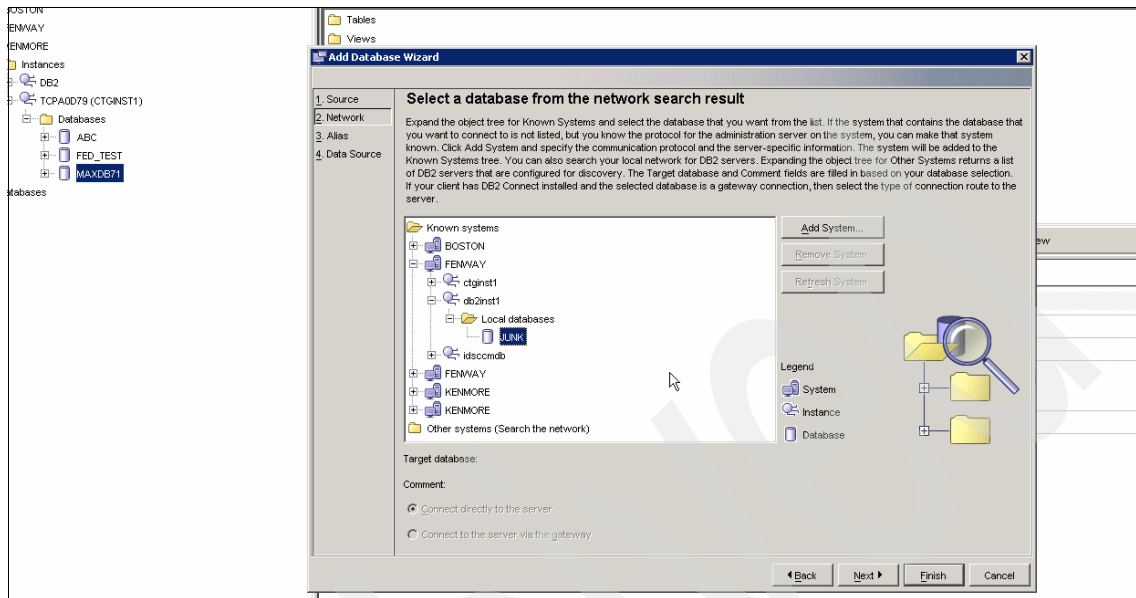 BOSTON
ENWAY
KENMORE
Instances
DB2
TCPA0D79 (CTGINST1)
Databases
ABC
FED_TEST
MAXDB71
atabases
Tables
Views
Add Database Wizard
1. Source
2. Network
3. Alias
4. Data Source
Select a database from the network search result
Expand the object tree for Known Systems and select the database that you want from the list. If the system that contains the database that
you want to connect to is not listed, but you know the protocol for the administration server on the system, you can make that system
known. Click Add System and specify the communication protocol and the server-specific information. The system will be added to the
Known Systems tree. You can also search your local network for DB2 servers. Expanding the object tree for Other Systems returns a list
of DB2 servers that are configured for discovery. The Target database and Comment fields are filled in based on your database selection.
If your client has DB2 Connect installed and the selected database is a gateway connection, then select the type of connection route to the
server.
Known systems
BOSTON
FENWAY
ctginst1
db2inst1
Local databases
JUNK
idsccmdb
FENWAY
KENMORE
KENMORE
Other systems (Search the network)
Add System...
Remove System
Refresh System
Legend
System
Instance
Database
Target database:
Comment:
Connect directly to the server
Connect to the server via the gateway
Back
Next
Finish
Cancel
ew